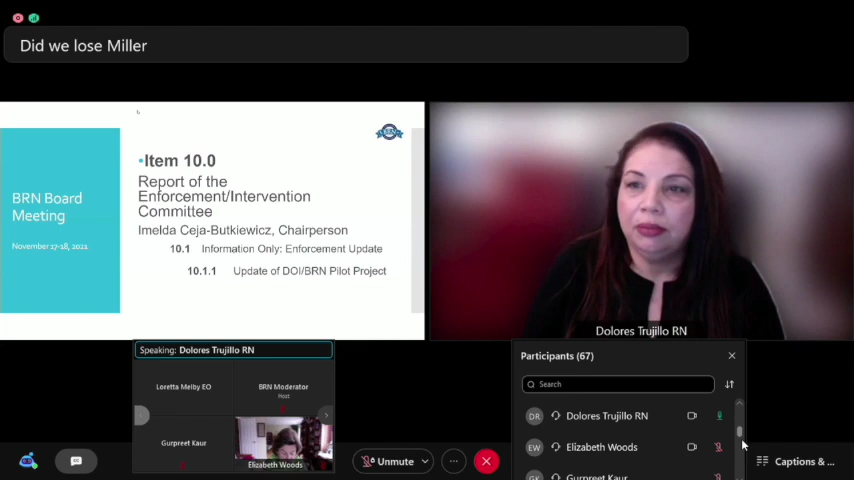 Did we lose Miller
BRN Board
Meeting
November 17-18, 2021
•Item 10.0
Report of the
Enforcement/Intervention
Committee
Imelda Ceja-Butkiewicz, Chairperson
10.1 Information Only: Enforcement Update
10.1.1 Update of DOI/BRN Pilot Project
Dolores Trujillo RN
Speaking: Dolores Trujillo RN
Loretta Melby EO
BRN Moderator
Host
Gurpreet Kaur
Elizabeth Woods
Participants (67)
Search
DR Dolores Trujillo RN
EW Elizabeth Woods
GK Gurpreet Kaur
CC
Unmute
Captions & ...